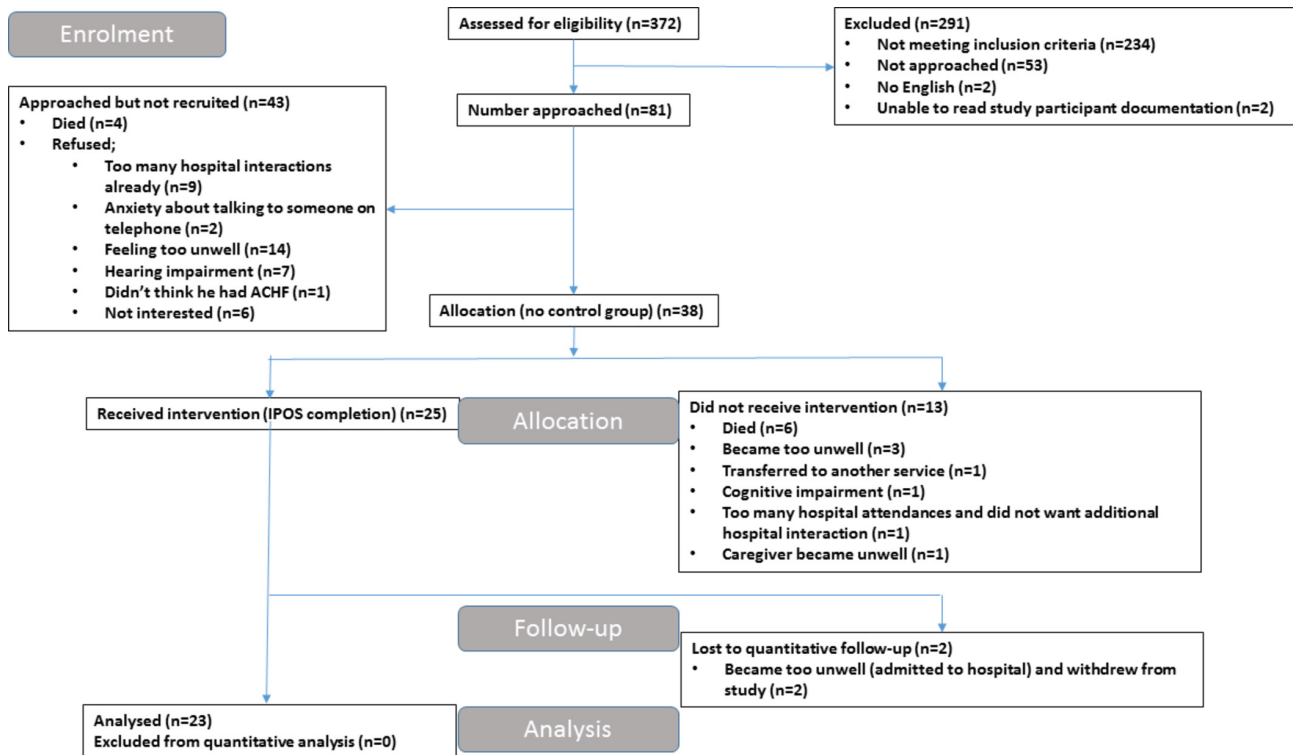 Enrolment
Assessed for eligibility (n=372)
Excluded (n=291)
• Not meeting inclusion criteria (n=234)
• Not approached (n=53)
• No English (n=2)
• Unable to read study participant documentation (n=2)
Number approached (n=81)
Approached but not recruited (n=43)
• Died (n=4)
• Refused;
• Too many hospital interactions
already (n=9)
• Anxiety about talking to someone on
telephone (n=2)
• Feeling too unwell (n=14)
• Hearing impairment (n=7)
• Didn't think he had ACHF (n=1)
• Not interested (n=6)
Allocation (no control group) (n=38)
Received intervention (IPOS completion) (n=25)
Allocation
Did not receive intervention (n=13)
• Died (n=6)
• Became too unwell (n=3)
• Transferred to another service (n=1)
• Cognitive impairment (n=1)
• Too many hospital attendances and did not want additional
hospital interaction (n=1)
• Caregiver became unwell (n=1)
Follow-up
Lost to quantitative follow-up (n=2)
• Became too unwell (admitted to hospital) and withdrew from
study (n=2)
Analysed (n=23)
Excluded from quantitative analysis (n=0)
Analysis